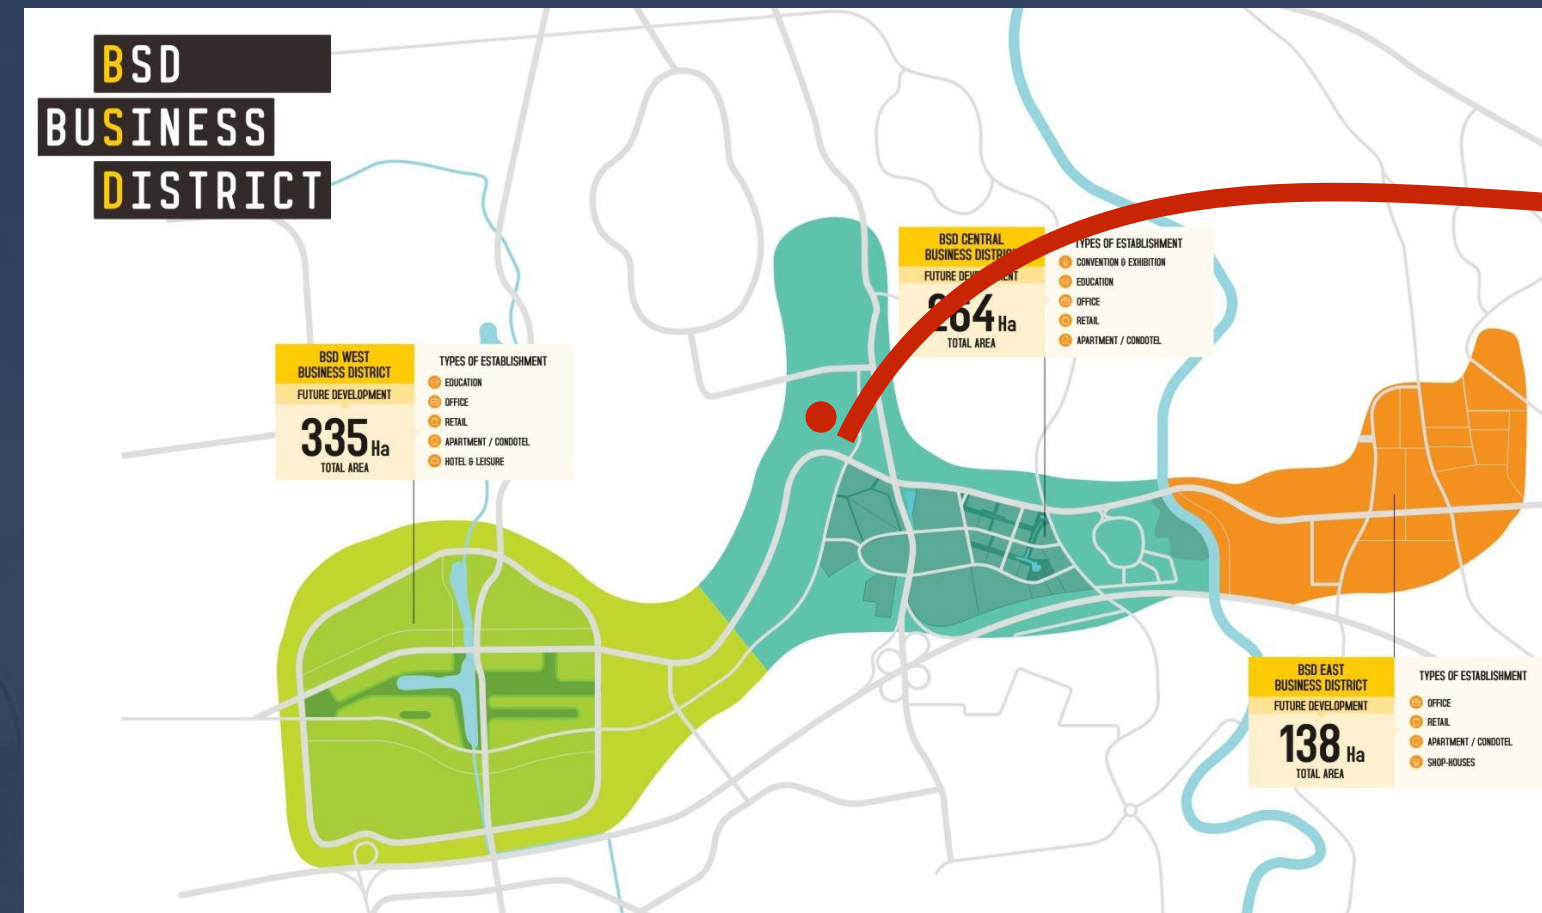 BSD
BUSINESS
DISTRICT
BSD CENTRAL
BUSINESS DISTRICT
FUTURE DEVELOPMENT
264 Ha
TOTAL AREA
TYPES OF ESTABLISHMENT
CONVENTION & EXHIBITION
EDUCATION
OFFICE
RETAIL
APARTMENT / CONDOTEL
BSD WEST
BUSINESS DISTRICT
FUTURE DEVELOPMENT
335 Ha
TOTAL AREA
TYPES OF ESTABLISHMENT
EDUCATION
OFFICE
RETAIL
APARTMENT / CONDOTEL
HOTEL & LEISURE
BSD EAST
BUSINESS DISTRICT
FUTURE DEVELOPMENT
138 Ha
TOTAL AREA
TYPES OF ESTABLISHMENT
OFFICE
RETAIL
APARTMENT / CONDOTEL
SHOP-HOUSES